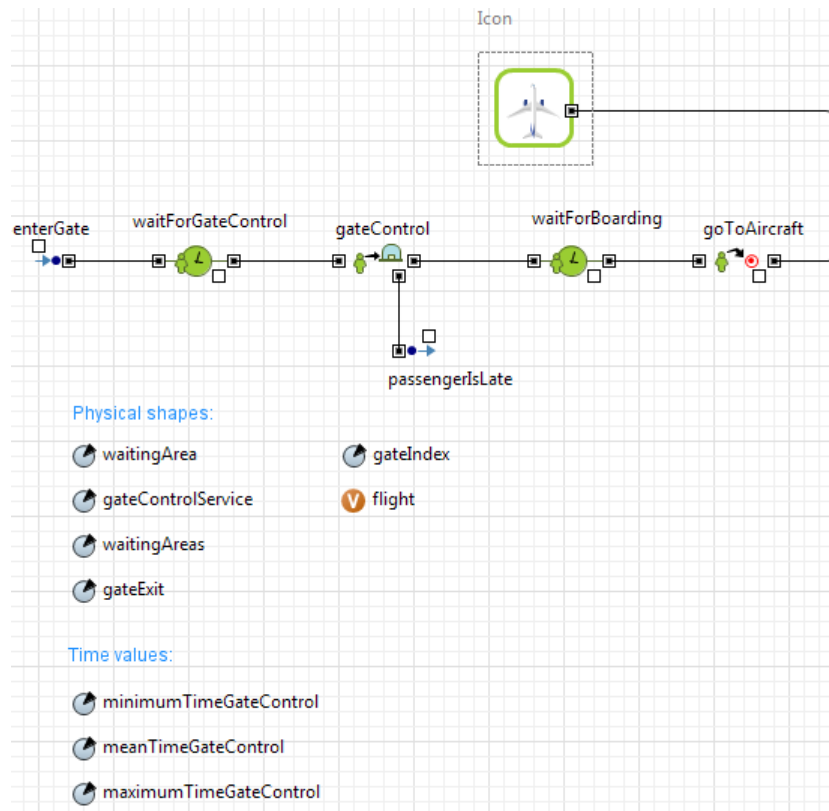 Icon
enterGate
waitForGateControl
gateControl
waitForBoarding
goToAircraft
passengerIsLate
Physical shapes:
waitingArea
gateIndex
gateControlService
V flight
waitingAreas
gateExit
Time values:
minimumTimeGateControl
meanTimeGateControl
maximumTimeGateControl